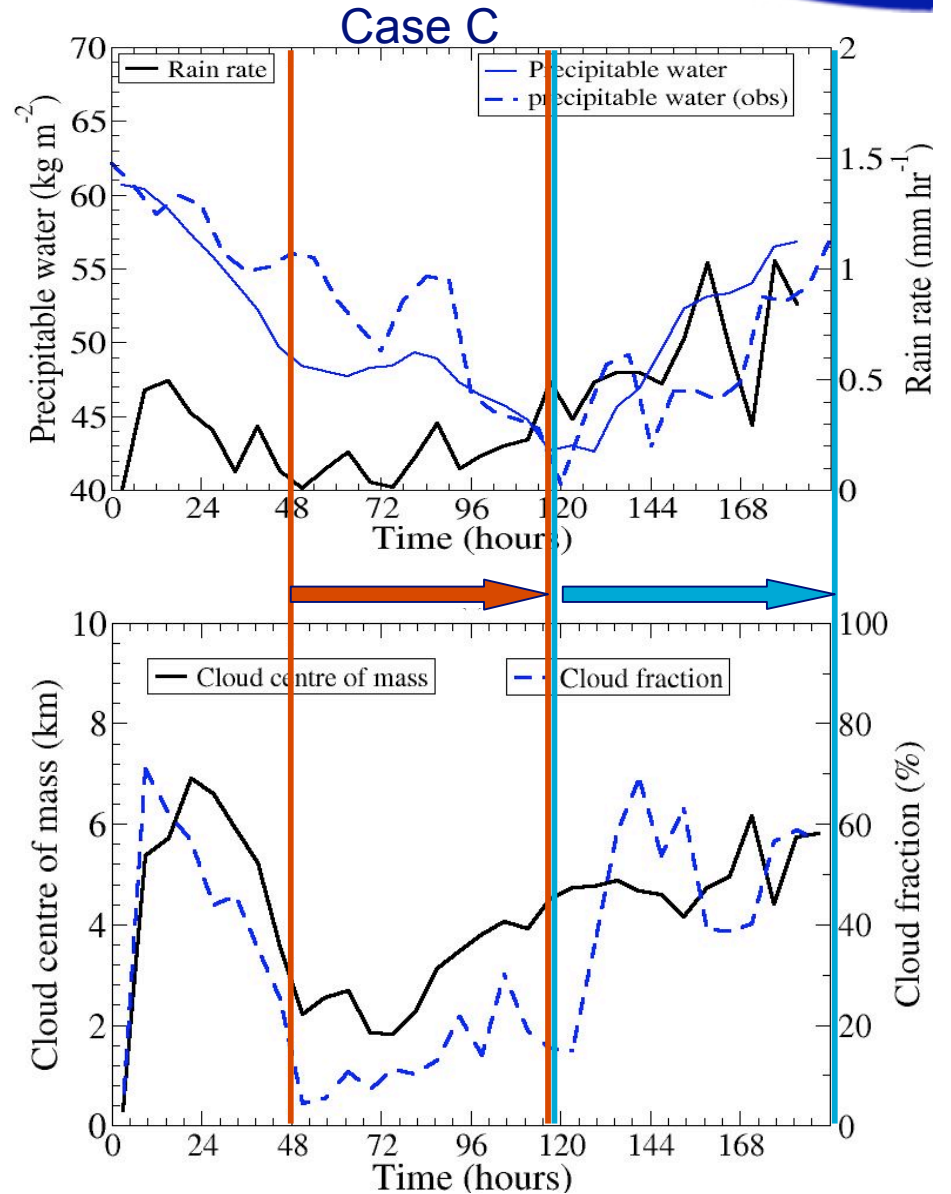 Case C
70
65
60
55
50
45
40
Precipitable water (kg m-2)
Rain rate
Precipitable water
precipitable water (obs)
2
1.5
1
0.5
0
Rain rate (mm hr-1)
0 24 48 72 96 120 144 168
Time (hours)
10
8
6
4
2
0
Cloud centre of mass (km)
Cloud centre of mass
Cloud fraction
100
80
60
40
20
0
Cloud fraction (%)
0 24 48 72 96 120 144 168
Time (hours)